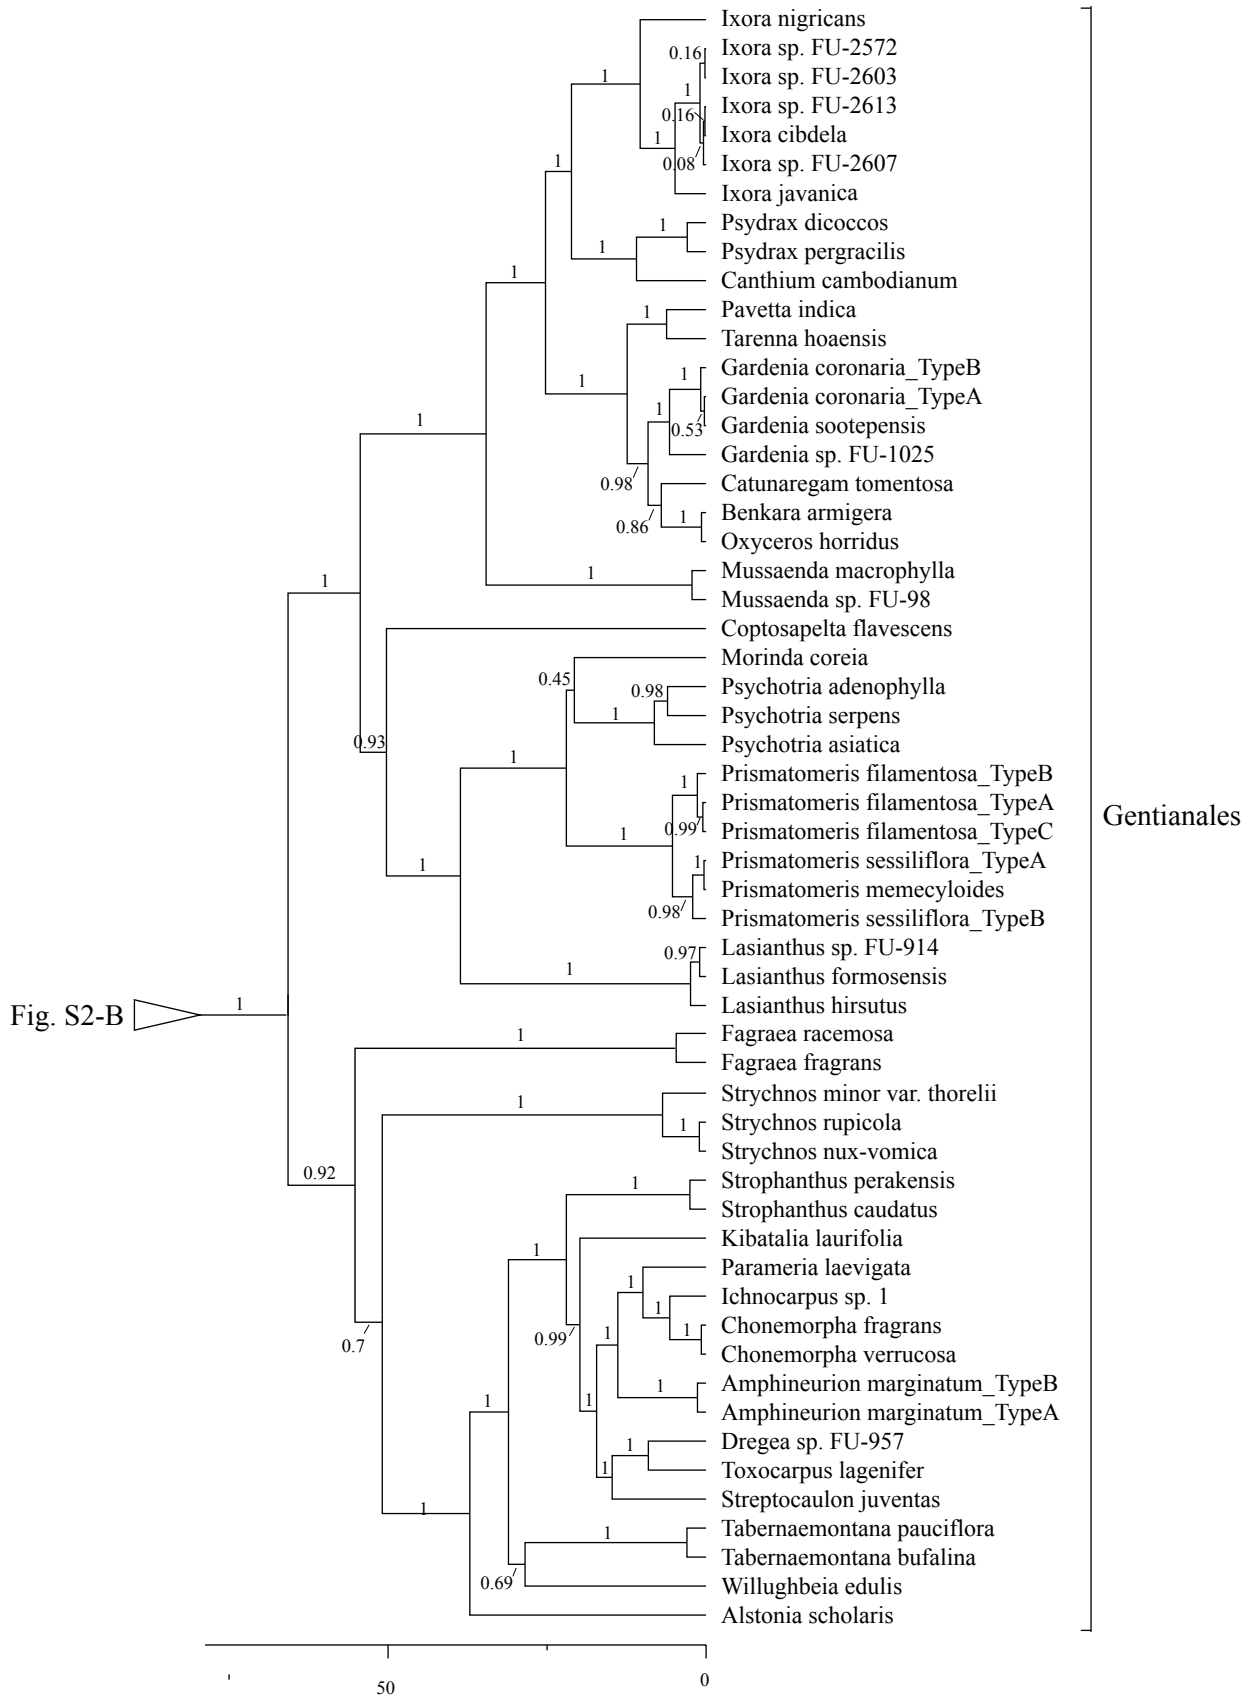 Ixora nigricans
0.16
Ixora sp. FU-2572
Ixora sp. FU-2603
1
1
Ixora sp. FU-2613
0.16
Ixora cibdela
1
0.08
Ixora sp. FU-2607
1
Ixora javanica
Psydrax dicoccos
1
1
Psydrax pergracilis
1
Canthium cambodianum
Pavetta indica
1
Tarenna hoaensis
Gardenia coronaria_TypeB
1
1
Gardenia coronaria_TypeA
1
1
0.53
Gardenia sootepensis
Gardenia sp. FU-1025
0.98
Catunaregam tomentosa
Benkara armigera
0.86
1
Oxyceros horridus
Mussaenda macrophylla
1
1
Mussaenda sp. FU-98
Coptosapelta flavescens
Morinda coreia
0.45
0.98
Psychotria adenophylla
1
Psychotria serpens
0.93
Psychotria asiatica
1
Prismatomeris filamentosa_TypeB
1
Prismatomeris filamentosa_TypeA
1
0.99
Prismatomeris filamentosa_TypeC
Gentianales
1
1
Prismatomeris sessiliflora_TypeA
Prismatomeris memecyloides
0.98
Prismatomeris sessiliflora_TypeB
0.97
Lasianthus sp. FU-914
1
Lasianthus formosensis
Lasianthus hirsutus
Fig. S2-B
1
1
Fagraea racemosa
Fagraea fragrans
Strychnos minor var. thorelii
1
1
Strychnos rupicola
Strychnos nux-vomica
0.92
1
Strophanthus perakensis
Strophanthus caudatus
1
Kibatalia laurifolia
Parameria laevigata
1
Ichnocarpus sp. 1
1
0.7
0.99
1
1
Chonemorpha fragrans
Chonemorpha verrucosa
1
Amphineurion marginatum_TypeB
1
1
Amphineurion marginatum_TypeA
1
Dregea sp. FU-957
1
Toxocarpus lagenifer
Streptocaulon juventas
1
1
Tabernaemontana pauciflora
Tabernaemontana bufalina
0.69
Willughbeia edulis
Alstonia scholaris
50
0